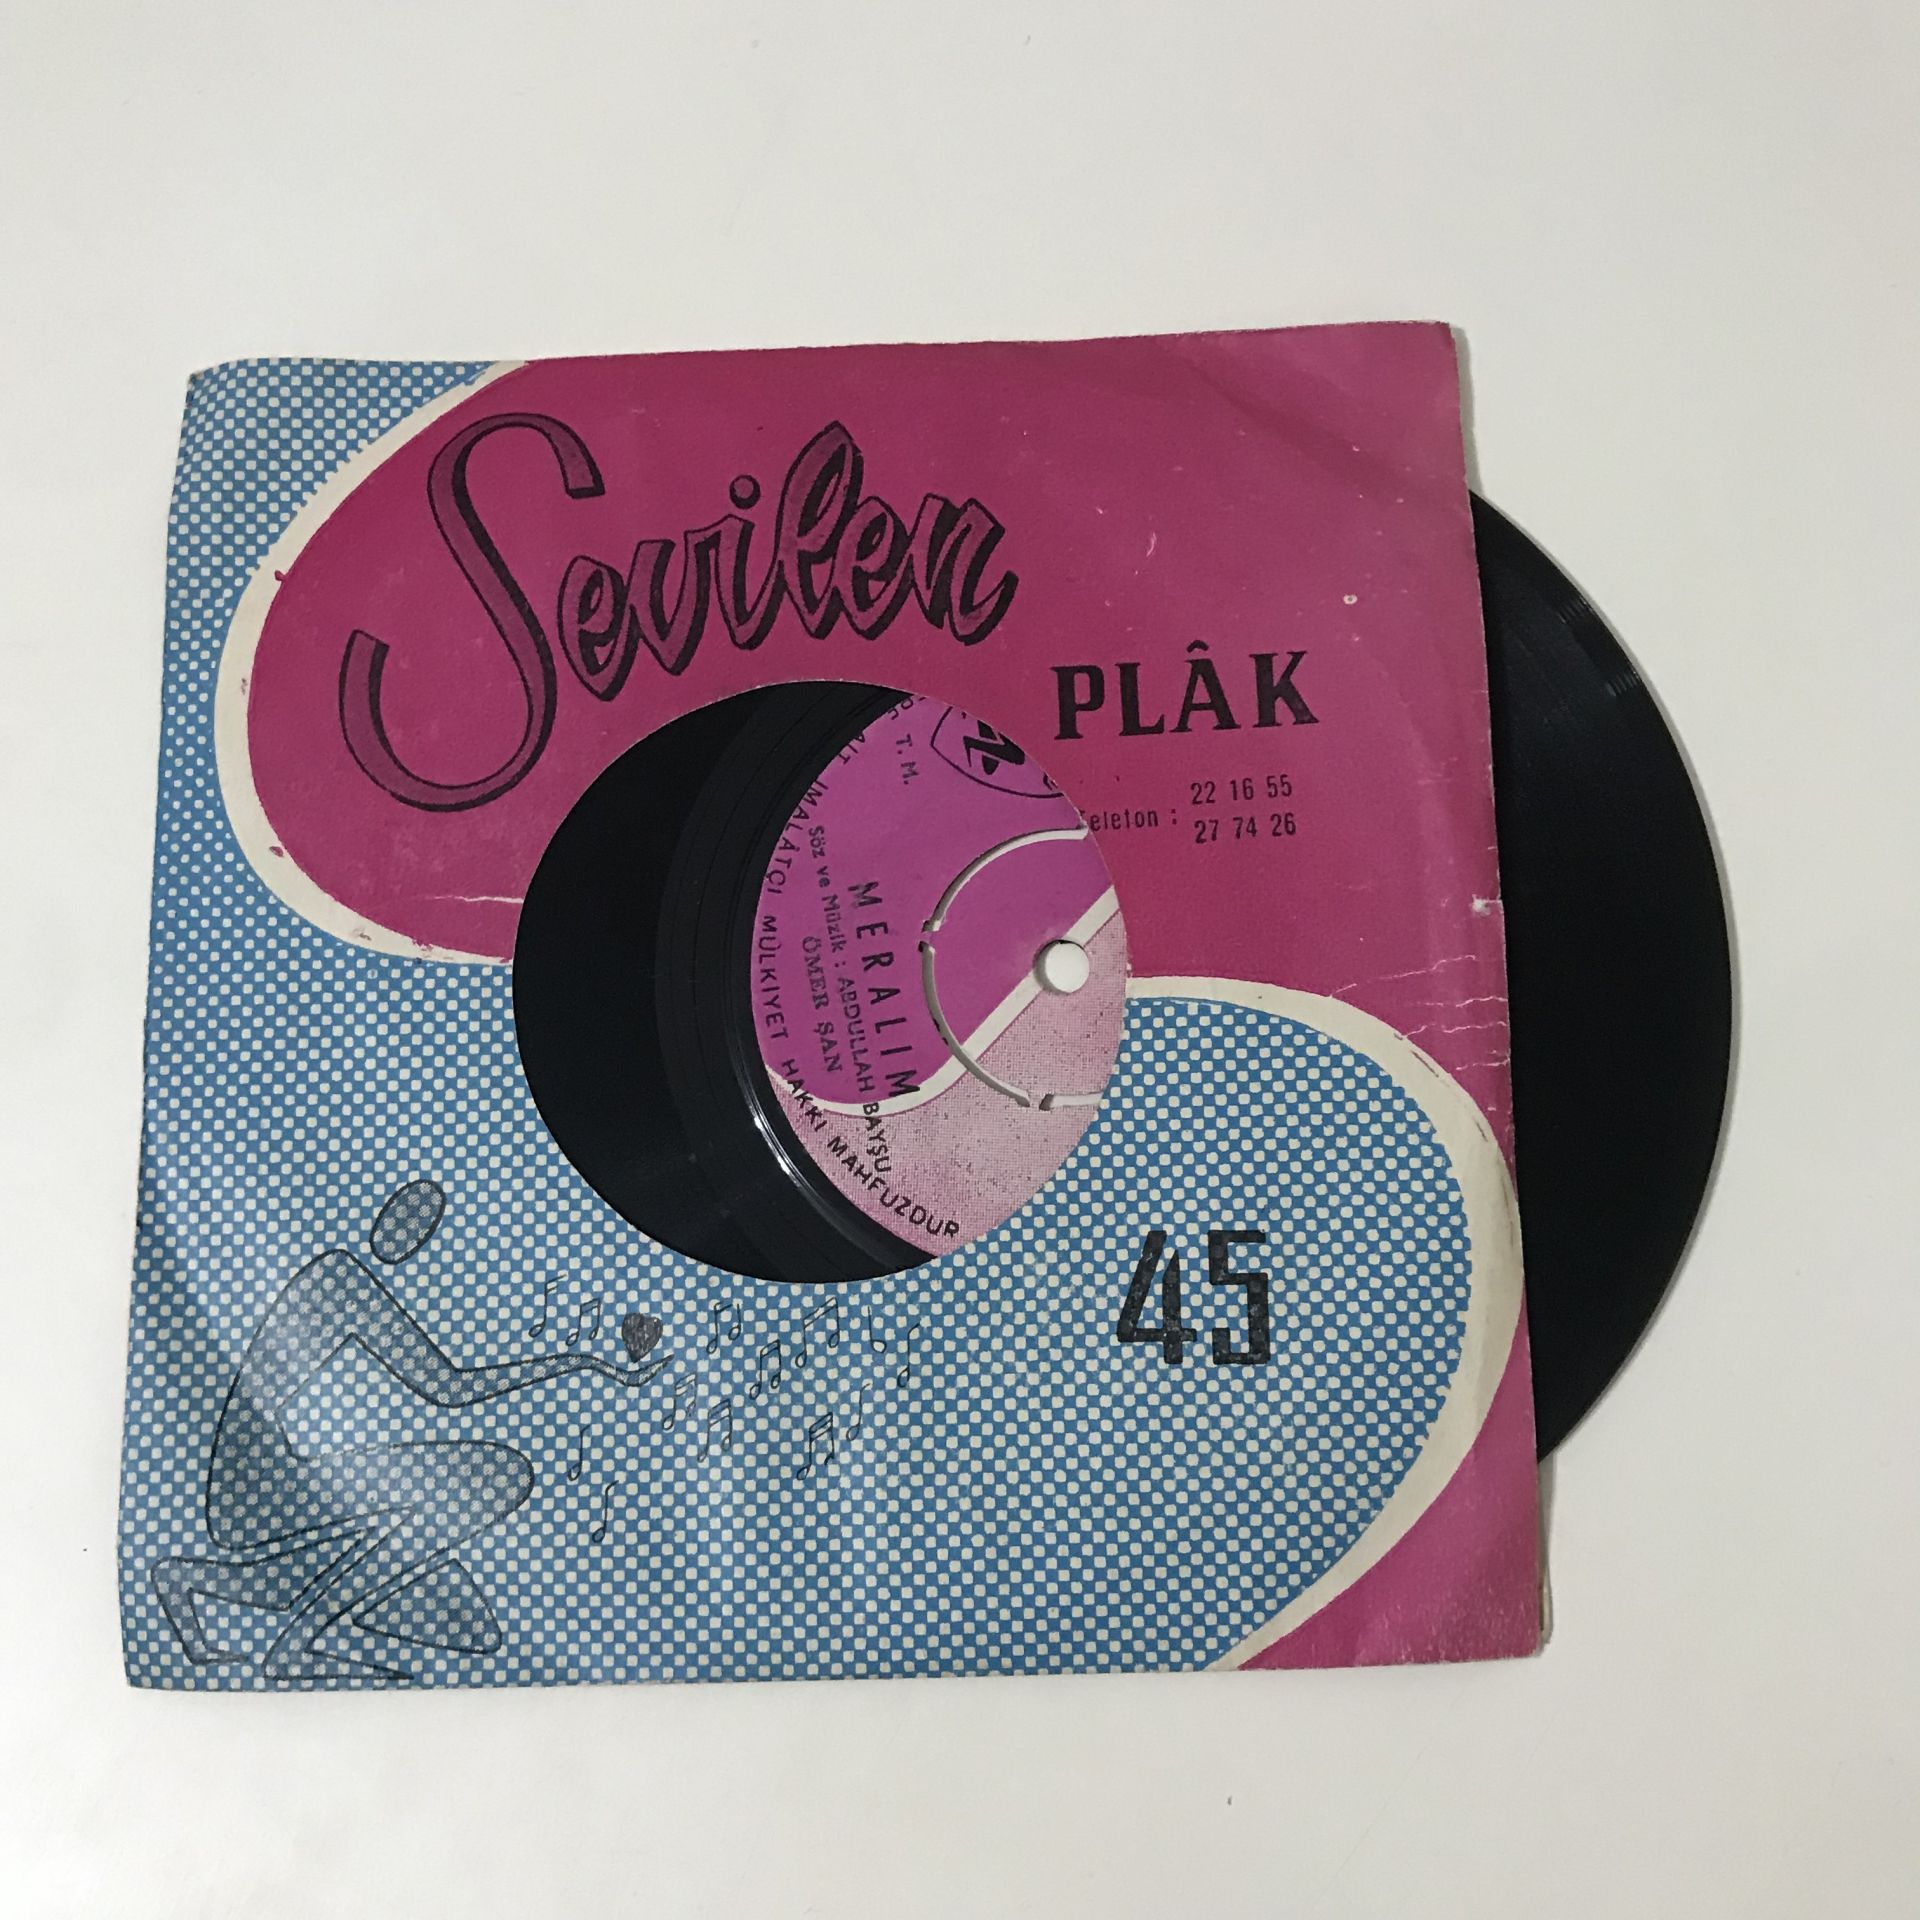 Sevilen
PLÂK
Telefon : 22 16 55
27 74 26
45
T. M.
MERALIM
Söz ve Müzik : ABDULLAH BAYŞU
ÖMER ŞAN
İMALÂTÇI MÜLKİYET HAKKI MAHFUZDUR